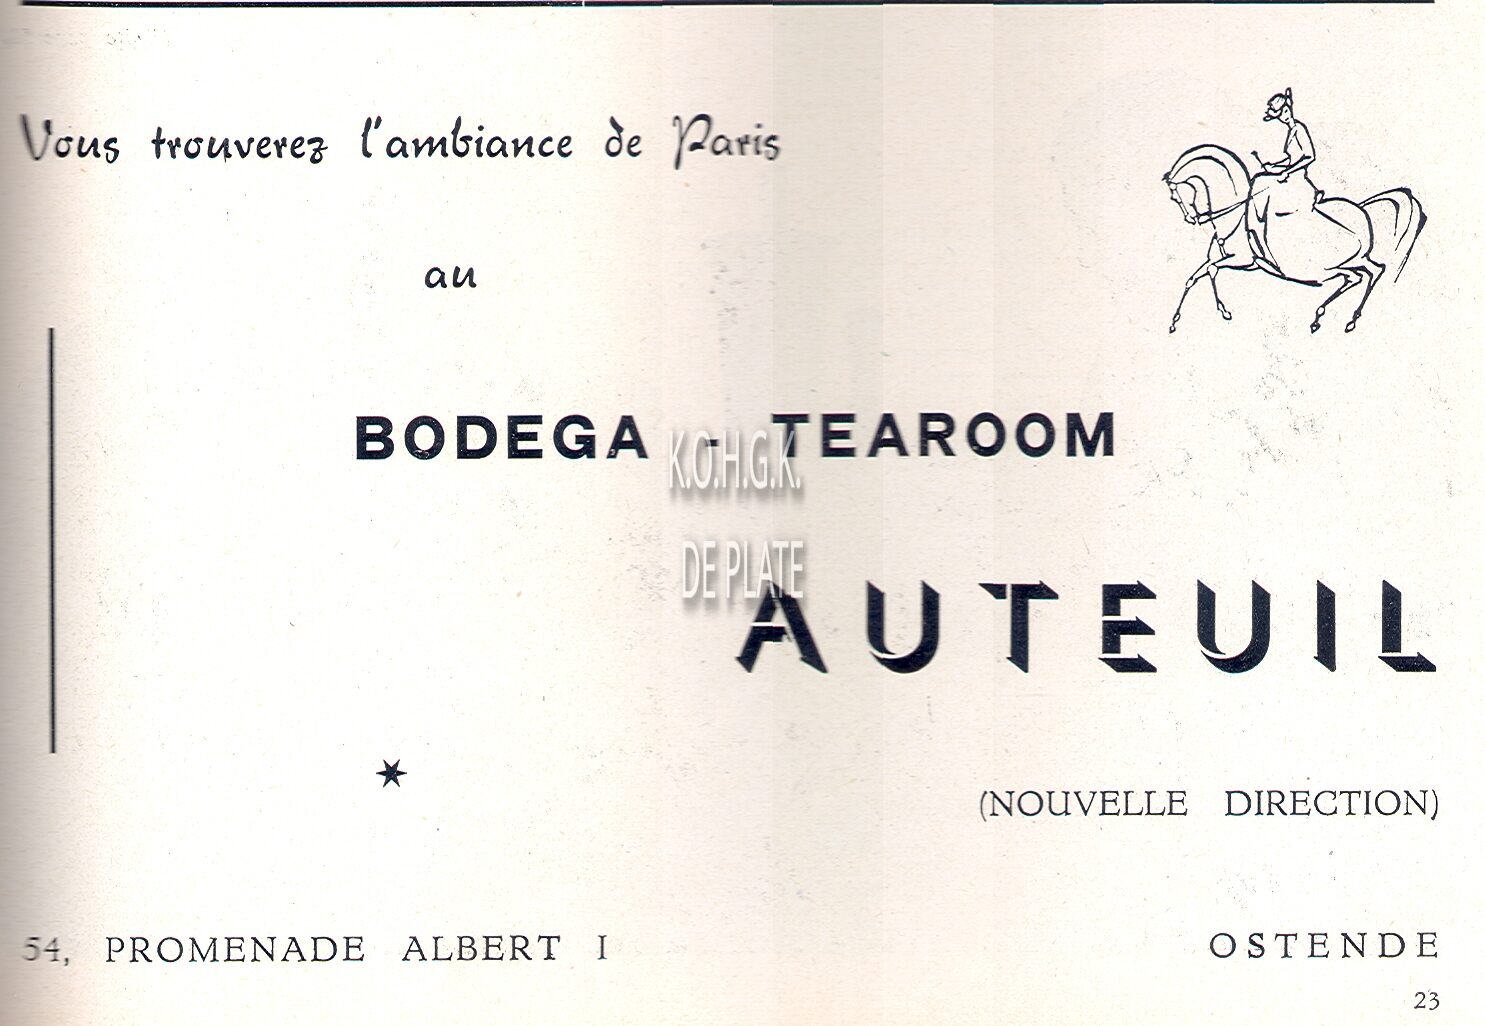 Vous trouverez l'ambiance de Paris
au
BODEGA - TEAROOM
K.O.H.G.K.
DE PLATE
AUTEUIL
(NOUVELLE DIRECTION)
54, PROMENADE ALBERT I OSTENDE
23